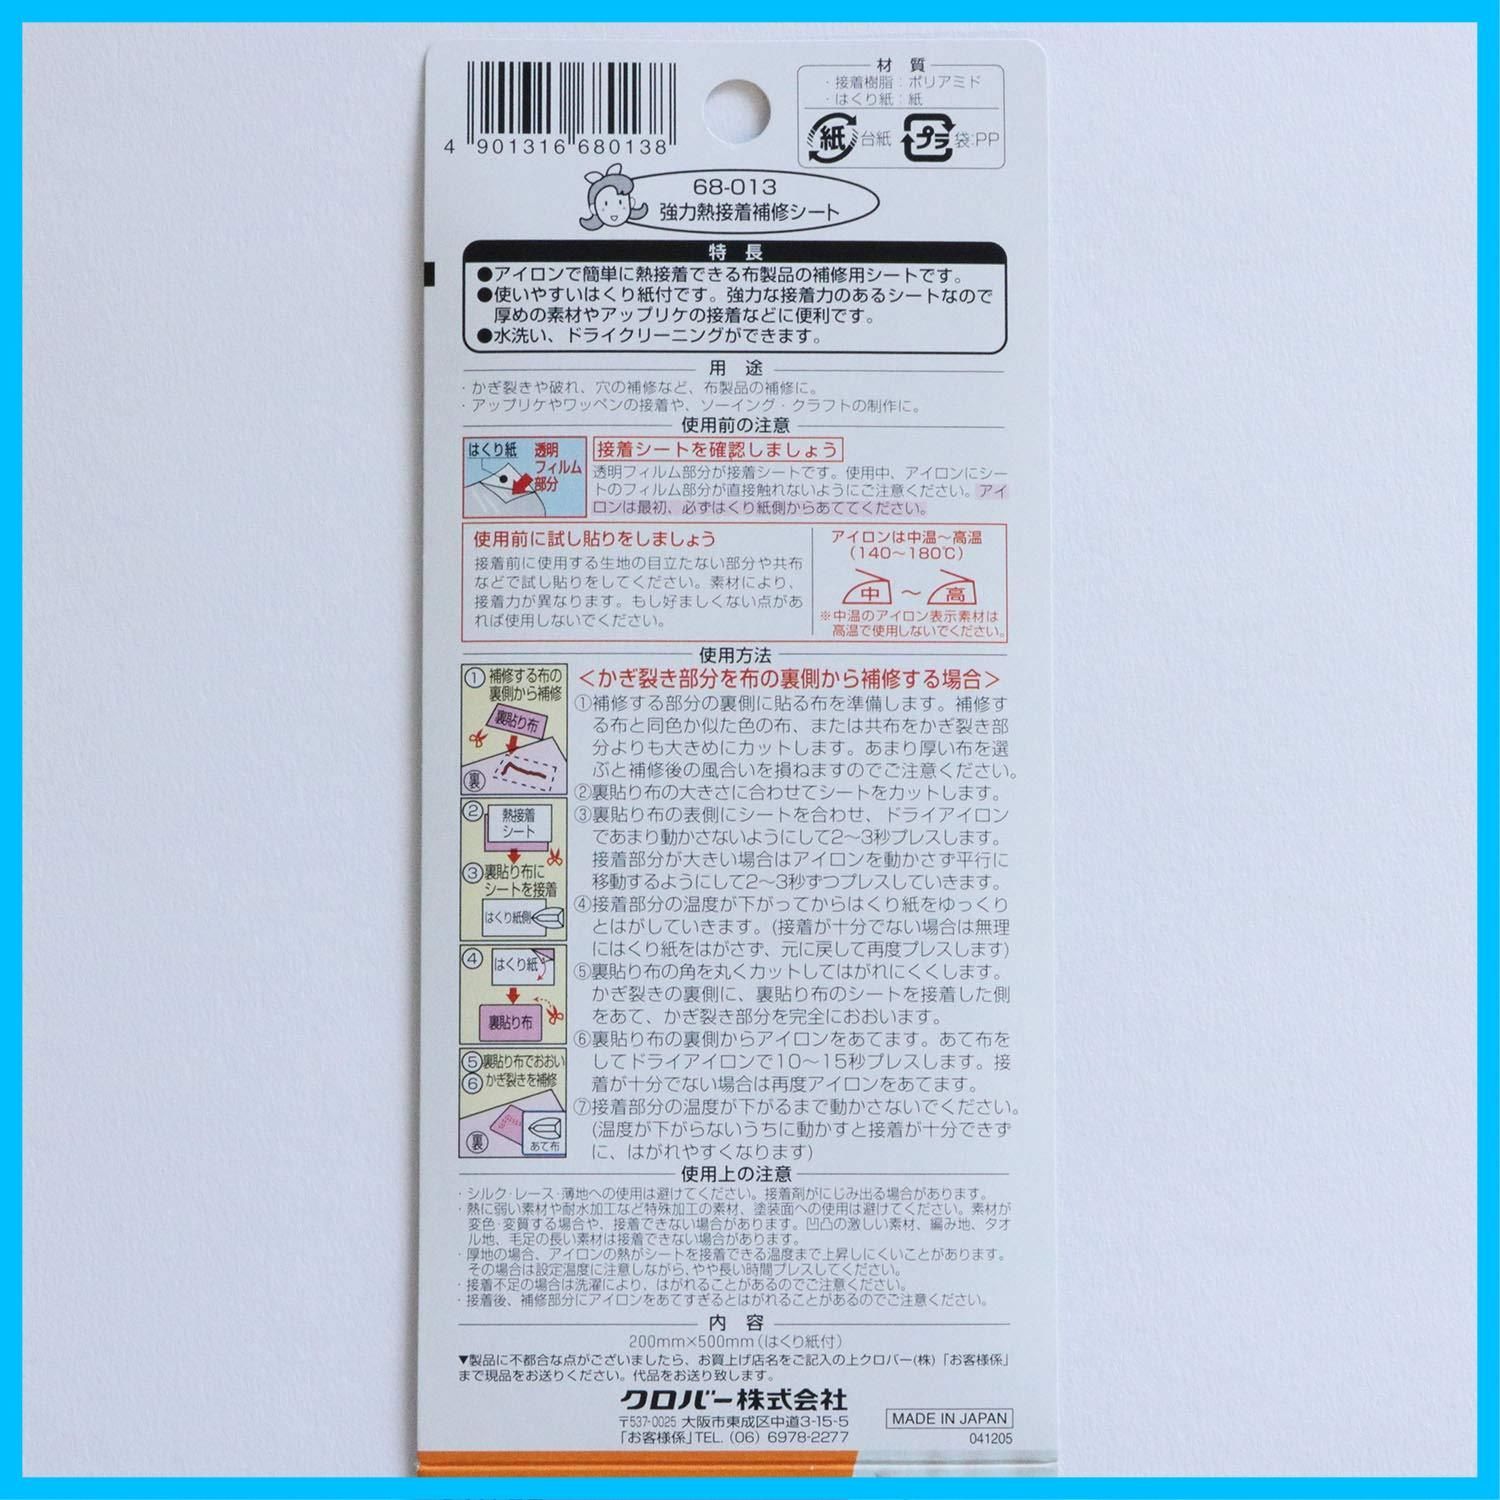 4 901316 680138
材質
・接着樹脂：ポリアミド
・はくり紙：紙
紙 台紙 プラ 袋:PP
68-013
強力熱接着補修シート
特長
●アイロンで簡単に熱接着できる布製品の補修用シートです。
●使いやすいはくり紙付です。強力な接着力のあるシートなので
厚めの素材やアップリケの接着などに便利です。
●水洗い、ドライクリーニングができます。
用途
・かぎ裂きや破れ、穴の補修など、布製品の補修に。
・アップリケやワッペンの接着や、ソーイング・クラフトの制作に。
使用前の注意
はくり紙
透明
フィルム
部分
接着シートを確認しましょう
透明フィルム部分が接着シートです。使用中、アイロンにシー
トのフィルム部分が直接触れないようにご注意ください。アイ
ロンは最初、必ずはくり紙側からあててください。
使用前に試し貼りをしましょう
接着前に使用する生地の目立たない部分や共布
などで試し貼りをしてください。素材により、
接着力が異なります。もし好ましくない点があ
れば使用しないでください。
アイロンは中温〜高温
（140〜180℃）
中 〜 高
※中温のアイロン表示素材は
高温で使用しないでください。
使用方法
① 補修する布の
裏側から補修
裏貼り布
裏
② 熱接着
シート
③ 裏貼り布に
シートを接着
はくり紙側
④ はくり紙
裏貼り布
⑤ 裏貼り布でおおい
⑥ かぎ裂きを補修
裏
あて布
＜かぎ裂き部分を布の裏側から補修する場合＞
①補修する部分の裏側に貼る布を準備します。補修す
る布と同色か似た色の布、または共布をかぎ裂き部
分よりも大きめにカットします。あまり厚い布を選
ぶと補修後の風合いを損ねますのでご注意ください。
②裏貼り布の大きさに合わせてシートをカットします。
③裏貼り布の表側にシートを合わせ、ドライアイロン
であまり動かさないようにして2〜3秒プレスします。
接着部分が大きい場合はアイロンを動かさず平行に
移動するようにして2〜3秒ずつプレスしていきます。
④接着部分の温度が下がってからはくり紙をゆっくり
とはがしていきます。(接着が十分でない場合は無理
にはくり紙をはがさず、元に戻して再度プレスします)
⑤裏貼り布の角を丸くカットしてはがれにくくします。
かぎ裂きの裏側に、裏貼り布のシートを接着した側
をあて、かぎ裂き部分を完全におおいます。
⑥裏貼り布の裏側からアイロンをあてます。あて布を
してドライアイロンで10〜15秒プレスします。接
着が十分でない場合は再度アイロンをあてます。
⑦接着部分の温度が下がるまで動かさないでください。
(温度が下がらないうちに動かすと接着が十分できず
に、はがれやすくなります)
使用上の注意
・シルク・レース・薄地への使用は避けてください。接着剤がにじみ出る場合があります。
・熱に弱い素材や耐水加工など特殊加工の素材、塗装面への使用は避けてください。素材が
変色・変質する場合や、接着できない場合があります。凹凸の激しい素材、編み地、タオ
ル地、毛足の長い素材は接着できない場合があります。
・厚地の場合、アイロンの熱がシートを接着できる温度まで上昇しにくいことがあります。
その場合は設定温度に注意しながら、やや長い時間プレスしてください。
・接着不足の場合は洗濯により、はがれることがあるのでご注意ください。
・接着後、補修部分にアイロンをあてすぎるとはがれることがあるのでご注意ください。
内容
200mm×500mm（はくり紙付）
▼製品に不都合な点がございましたら、お買上げ店名をご記入の上クロバー(株)「お客様係」
まで現品をお送りください。代品をお送り致します。
クロバー株式会社
〒537-0025 大阪市東成区中道3-15-5
「お客様係」TEL. (06) 6978-2277
MADE IN JAPAN
041205